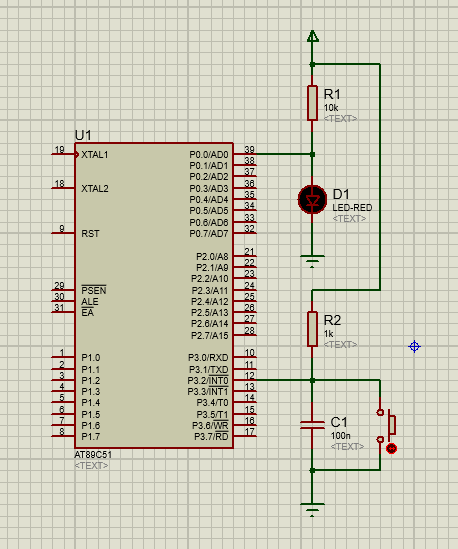 U1
19 XTAL1 P0.0/AD0 39
P0.1/AD1 38
P0.2/AD2 37
18 XTAL2 P0.3/AD3 36
P0.4/AD4 35
P0.5/AD5 34
P0.6/AD6 33
9 RST P0.7/AD7 32
P2.0/A8 21
P2.1/A9 22
P2.2/A10 23
29 PSEN P2.3/A11 24
30 ALE P2.4/A12 25
31 EA P2.5/A13 26
P2.6/A14 27
P2.7/A15 28
1 P1.0 P3.0/RXD 10
2 P1.1 P3.1/TXD 11
3 P1.2 P3.2/INT0 12
4 P1.3 P3.3/INT1 13
5 P1.4 P3.4/T0 14
6 P1.5 P3.5/T1 15
7 P1.6 P3.6/WR 16
8 P1.7 P3.7/RD 17
AT89C51
<TEXT>
R1
10k
<TEXT>
D1
LED-RED
<TEXT>
R2
1k
<TEXT>
C1
100n
<TEXT>